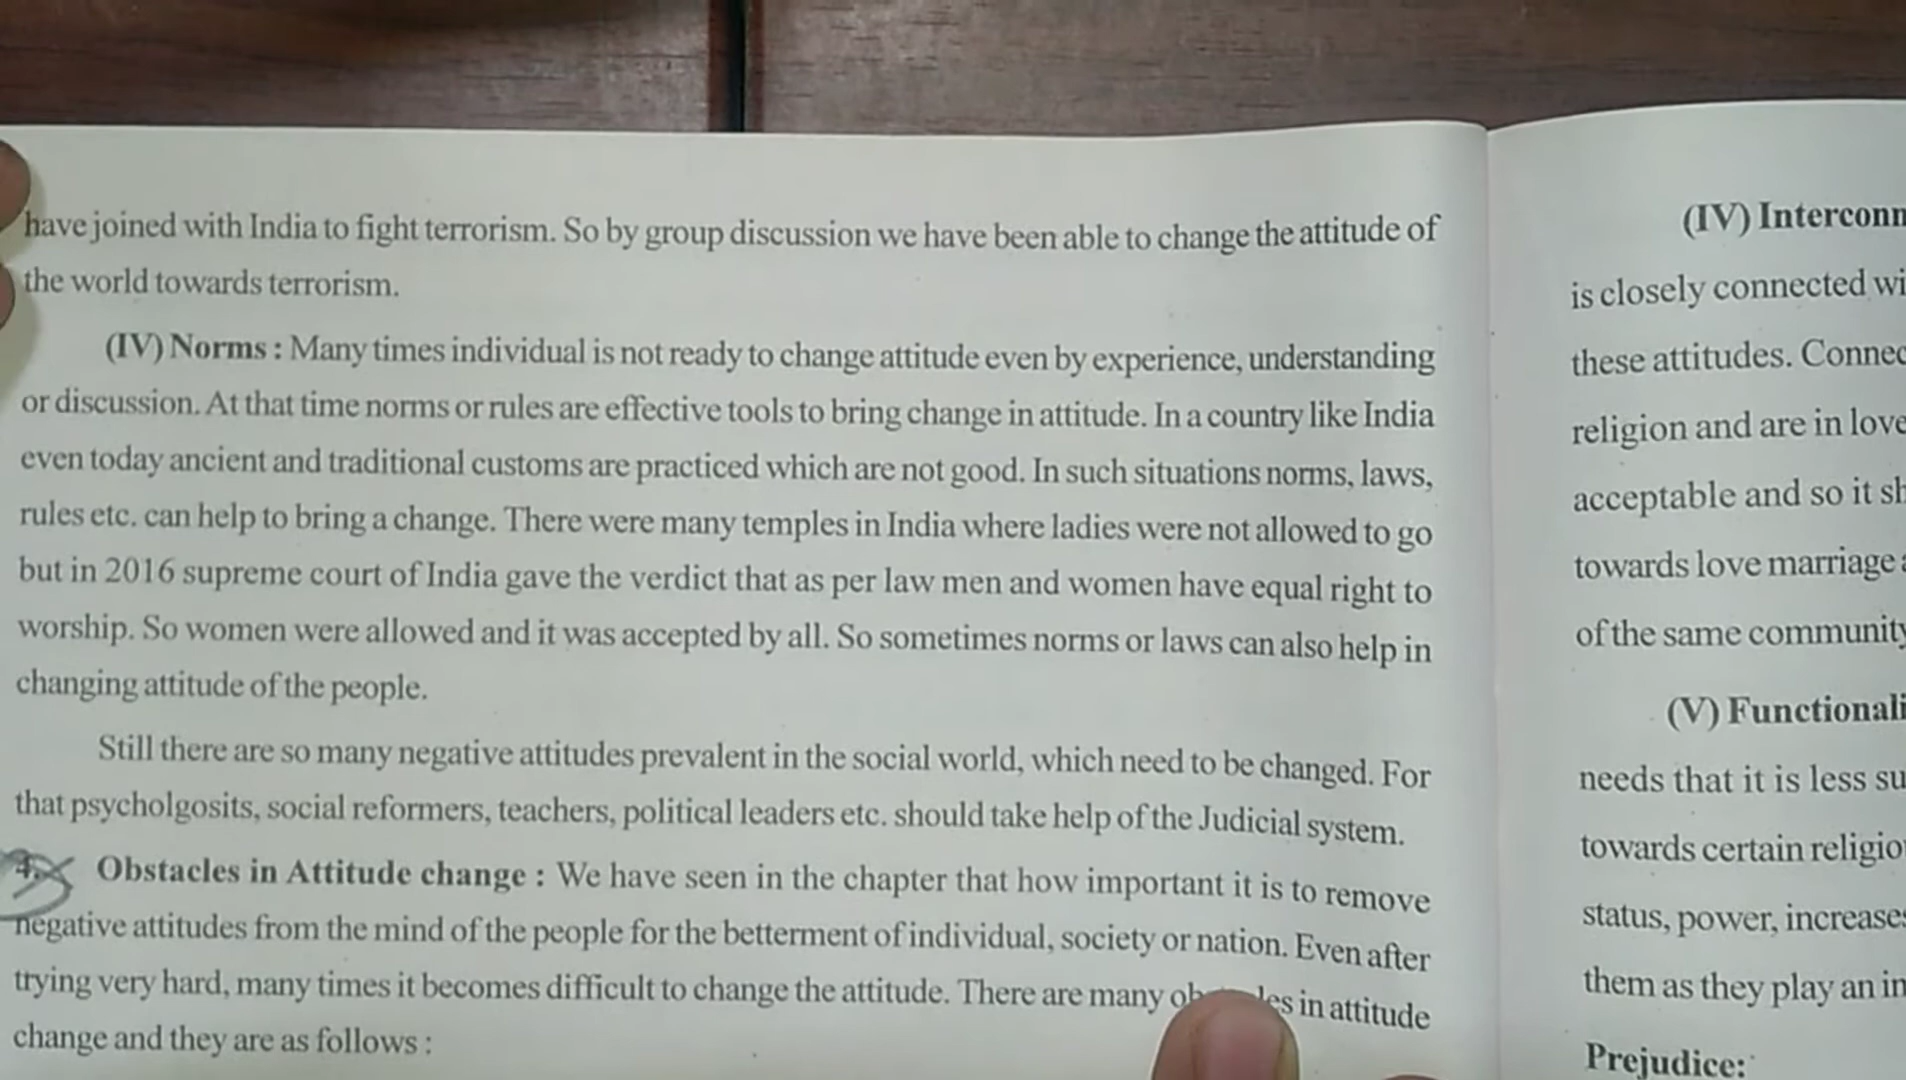 have joined with India to fight terrorism. So by group discussion we have been able to change the attitude of
the world towards terrorism.
(IV) Norms : Many times individual is not ready to change attitude even by experience, understanding
or discussion. At that time norms or rules are effective tools to bring change in attitude. In a country like India
even today ancient and traditional customs are practiced which are not good. In such situations norms, laws,
rules etc. can help to bring a change. There were many temples in India where ladies were not allowed to go
but in 2016 supreme court of India gave the verdict that as per law men and women have equal right to
worship. So women were allowed and it was accepted by all. So sometimes norms or laws can also help in
changing attitude of the people.
Still there are so many negative attitudes prevalent in the social world, which need to be changed. For
that psycholgosits, social reformers, teachers, political leaders etc. should take help of the Judicial system.
4. Obstacles in Attitude change : We have seen in the chapter that how important it is to remove
negative attitudes from the mind of the people for the betterment of individual, society or nation. Even after
trying very hard, many times it becomes difficult to change the attitude. There are many in attitude
change and they are as follows :
(IV)
is closely connected
these attitudes.
religion and are in
acceptable and so it
towards love marriage
of the same community
(V)
needs that it is less
towards certain
status, power,
them as they play an
Prejudice: